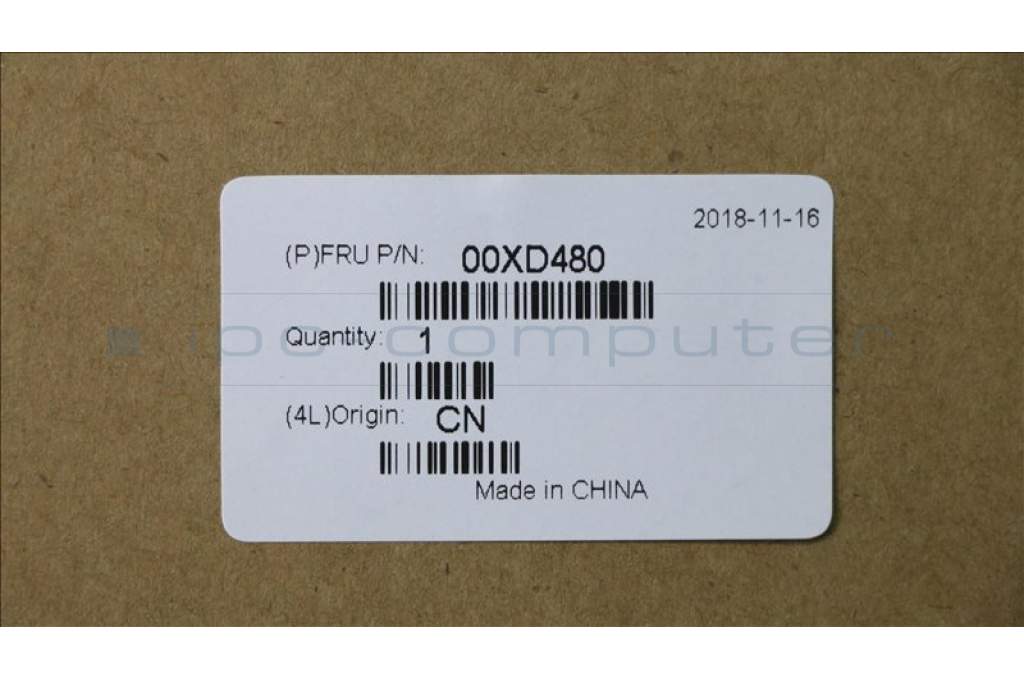 2018-11-16
(P)FRU P/N: 00XD480
Quantity: 1
ipc-computer
(4L)Origin: CN
Made in CHINA